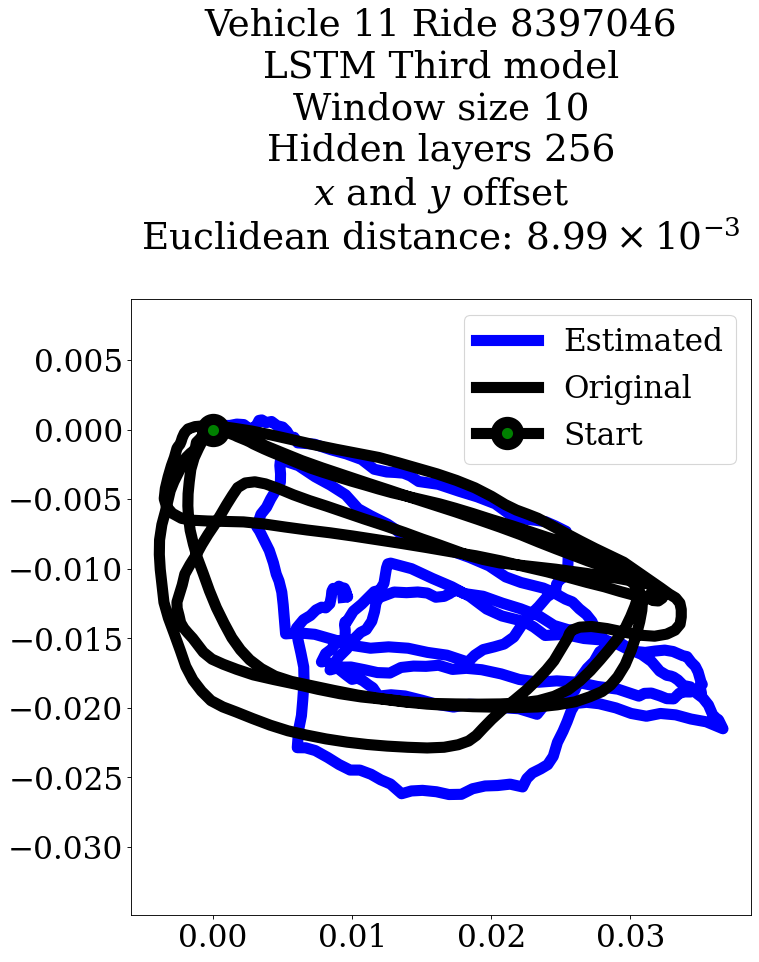 Vehicle 11 Ride 8397046
LSTM Third model
Window size 10
Hidden layers 256
x and y offset
Euclidean distance: 8.99 × 10⁻³
Estimated
Original
Start
0.005
0.000
−0.005
−0.010
−0.015
−0.020
−0.025
−0.030
0.00 0.01 0.02 0.03